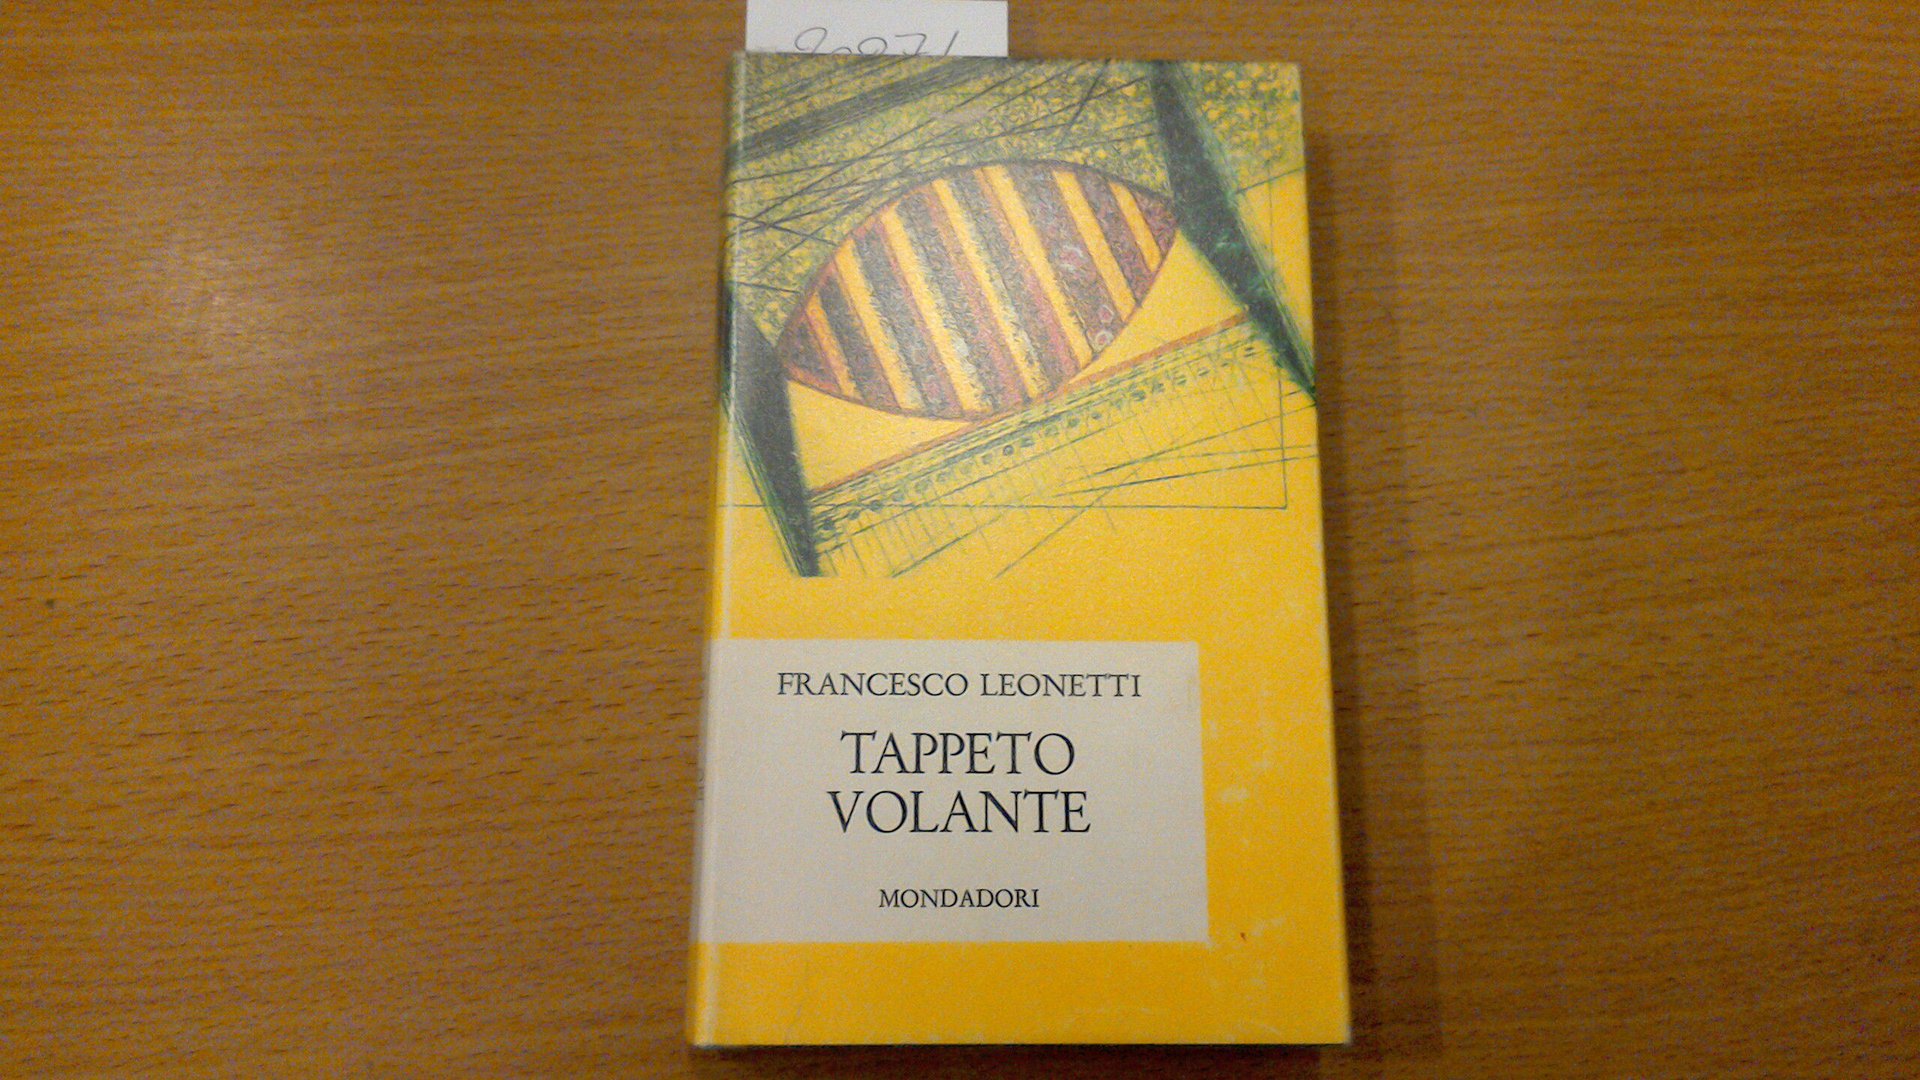 FRANCESCO LEONETTI
TAPPETO
VOLANTE
MONDADORI